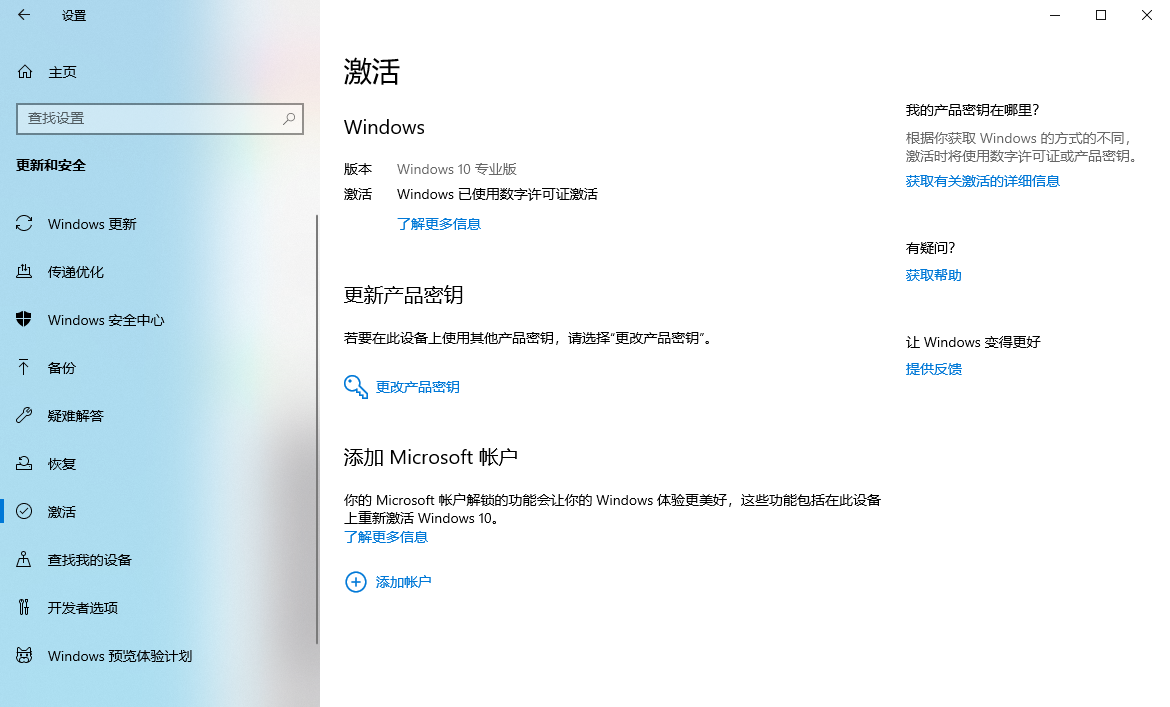 设置
主页
查找设置
更新和安全
Windows 更新
传递优化
Windows 安全中心
备份
疑难解答
恢复
激活
查找我的设备
开发者选项
Windows 预览体验计划
激活
Windows
版本 Windows 10 专业版
激活 Windows 已使用数字许可证激活
了解更多信息
更新产品密钥
若要在此设备上使用其他产品密钥，请选择“更改产品密钥”。
更改产品密钥
添加 Microsoft 帐户
你的 Microsoft 帐户解锁的功能会让你的 Windows 体验更美好，这些功能包括在此设备
上重新激活 Windows 10。
了解更多信息
添加帐户
我的产品密钥在哪里?
根据你获取 Windows 的方式的不同，
激活时将使用数字许可证或产品密钥。
获取有关激活的详细信息
有疑问?
获取帮助
让 Windows 变得更好
提供反馈